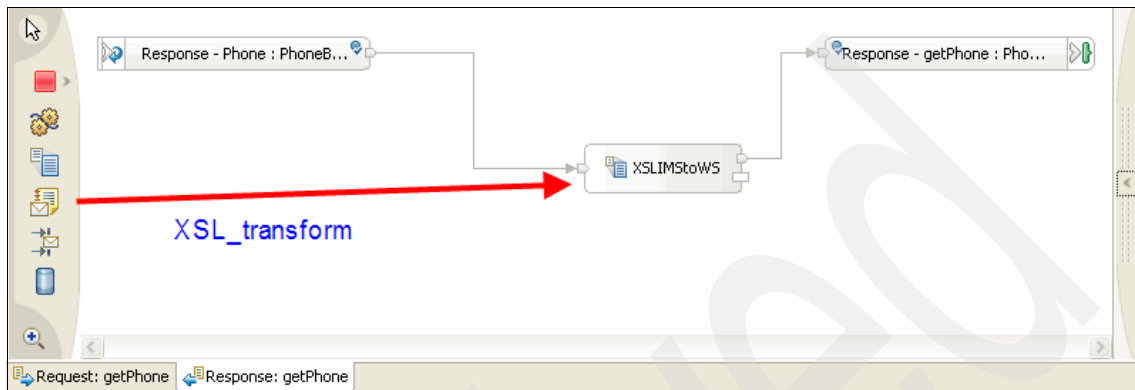 Response - Phone : PhoneB...
Response - getPhone : Pho...
XSLIMStoWS
XSL_transform
Request: getPhone
Response: getPhone